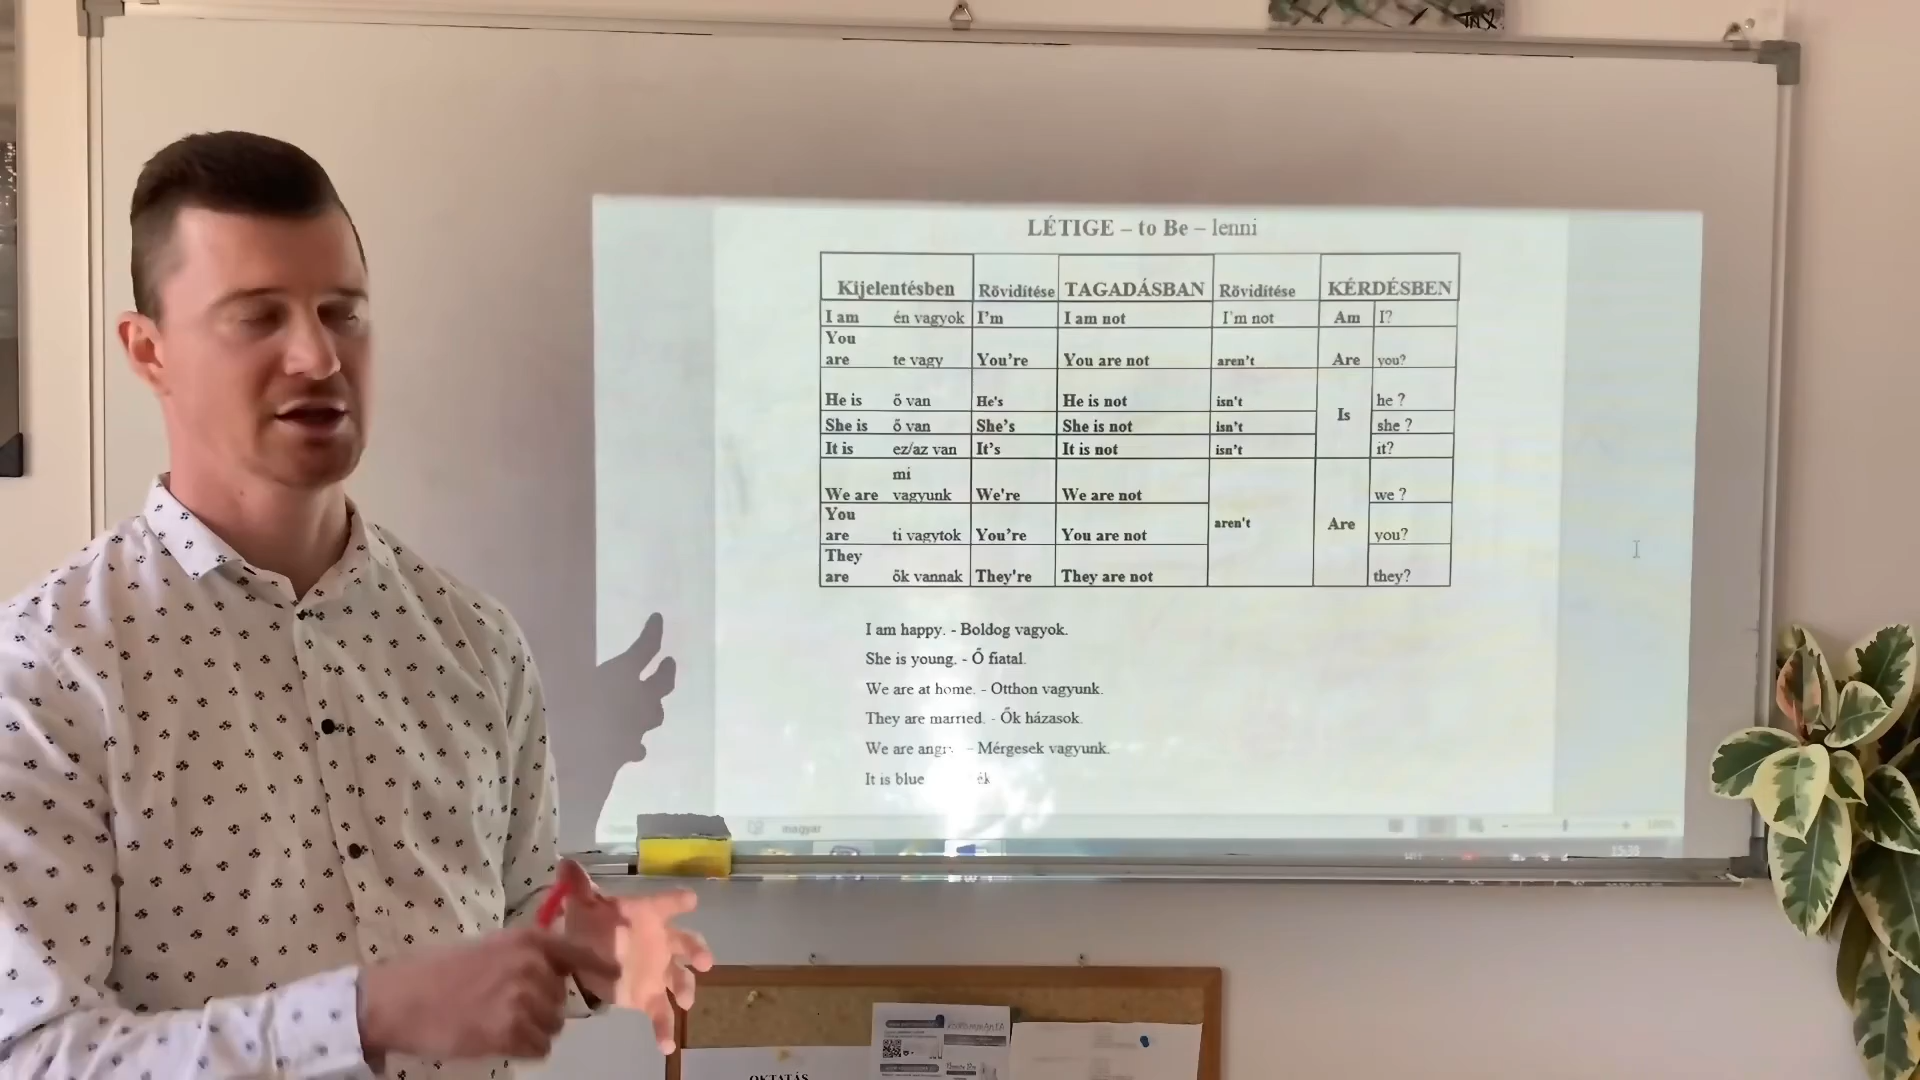 LÉTIGE – to Be – lenni
Kijelentésben Rövidítése TAGADÁSBAN Rövidítése KÉRDÉSBEN
I am én vagyok I'm I am not I'm not Am I?
You
are te vagy You're You are not aren't Are you?
He is ő van He's He is not isn't he ?
Is
She is ő van She's She is not isn't she ?
It is ez/az van It's It is not isn't it?
mi
We are vagyunk We're We are not we ?
You
aren't Are
are ti vagytok You're You are not you?
They
are ők vannak They're They are not they?
I am happy. - Boldog vagyok.
She is young. - Ő fiatal.
We are at home. - Otthon vagyunk.
They are married. - Ők házasok.
We are - Mérgesek vagyunk.
It is blue
magyar
OKTATÁS